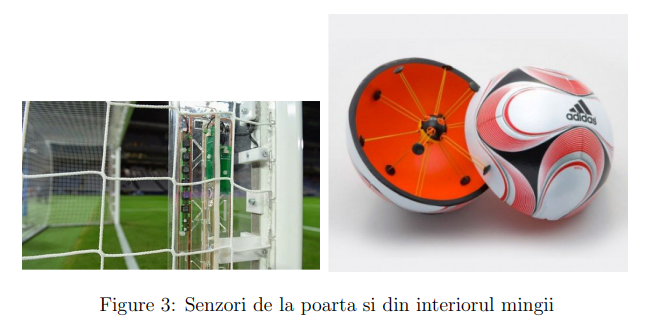 adidas
Figure 3: Senzori de la poarta si din interiorul mingii